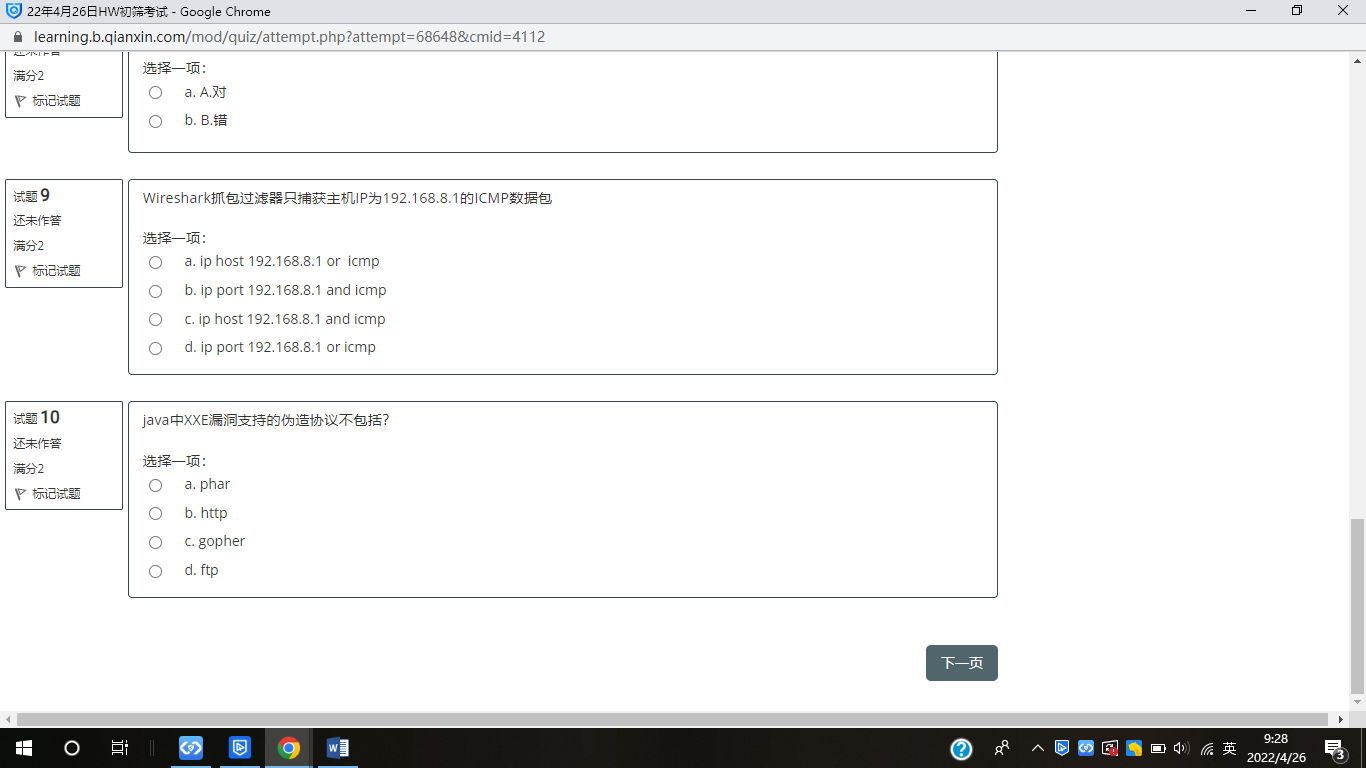 22年4月26日HW初筛考试 - Google Chrome
learning.b.qianxin.com/mod/quiz/attempt.php?attempt=68648&cmid=4112
还未作答
满分2
标记试题
选择一项：
a. A.对
b. B.错
试题 9
还未作答
满分2
标记试题
Wireshark抓包过滤器只捕获主机IP为192.168.8.1的ICMP数据包
选择一项：
a. ip host 192.168.8.1 or  icmp
b. ip port 192.168.8.1 and icmp
c. ip host 192.168.8.1 and icmp
d. ip port 192.168.8.1 or icmp
试题 10
还未作答
满分2
标记试题
java中XXE漏洞支持的伪造协议不包括？
选择一项：
a. phar
b. http
c. gopher
d. ftp
下一页
英
9:28
2022/4/26
3